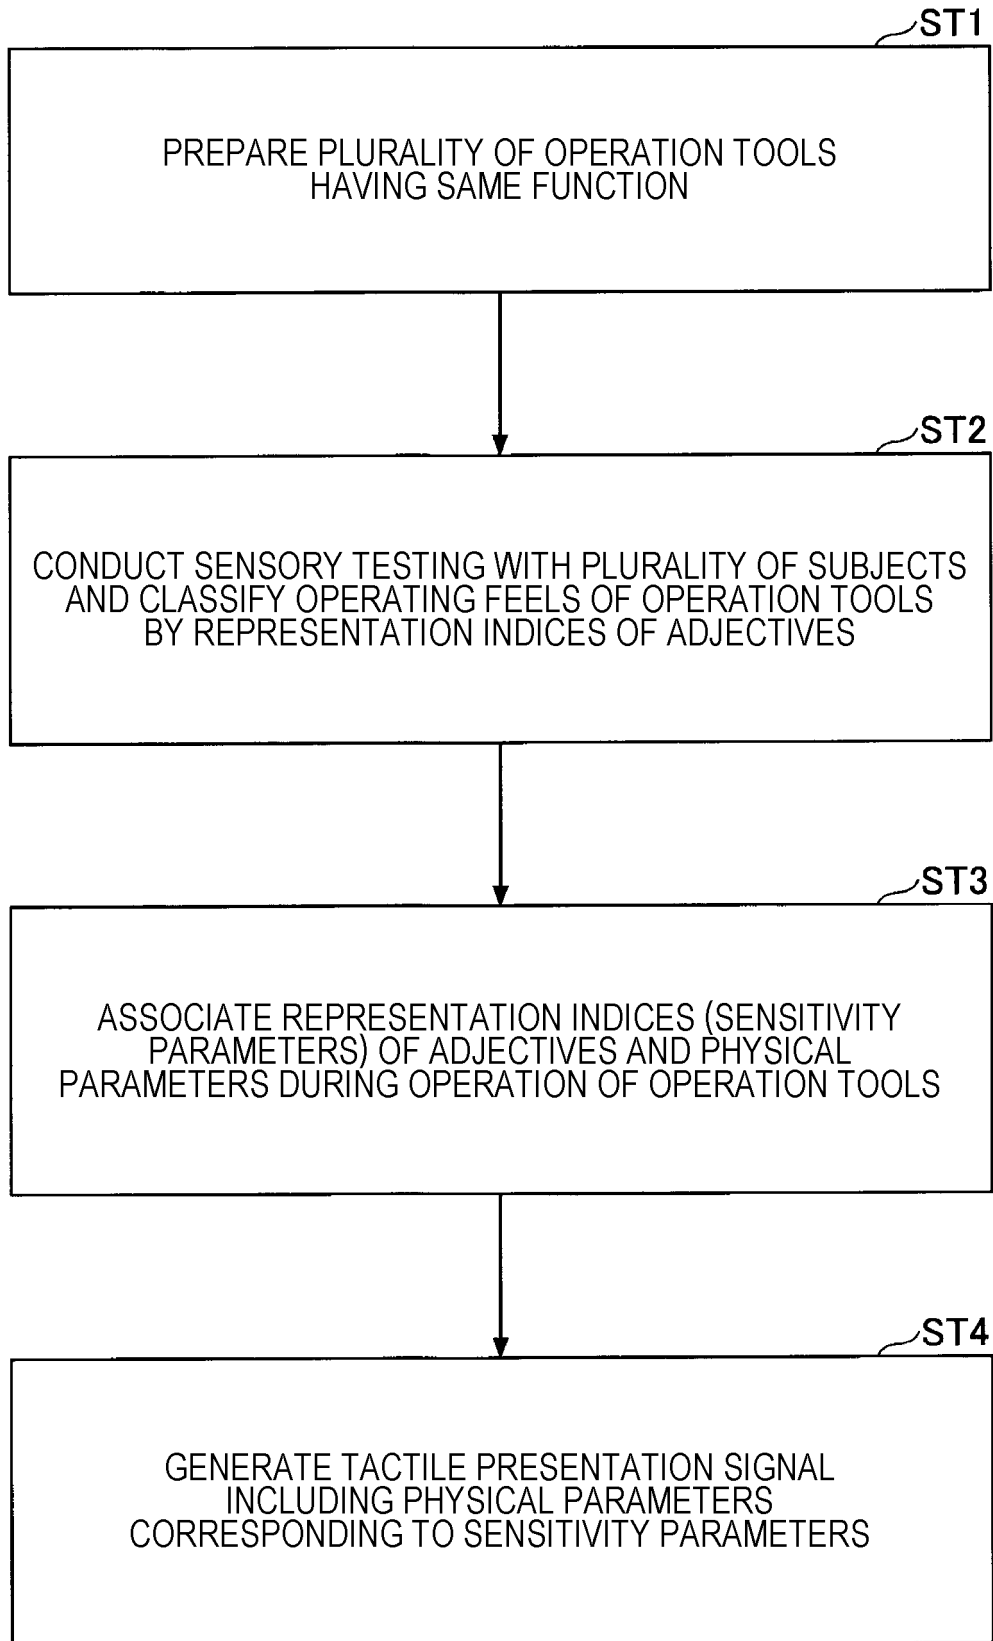 ST1
PREPARE PLURALITY OF OPERATION TOOLS
HAVING SAME FUNCTION
ST2
CONDUCT SENSORY TESTING WITH PLURALITY OF SUBJECTS
AND CLASSIFY OPERATING FEELS OF OPERATION TOOLS
BY REPRESENTATION INDICES OF ADJECTIVES
ST3
ASSOCIATE REPRESENTATION INDICES (SENSITIVITY
PARAMETERS) OF ADJECTIVES AND PHYSICAL
PARAMETERS DURING OPERATION OF OPERATION TOOLS
ST4
GENERATE TACTILE PRESENTATION SIGNAL
INCLUDING PHYSICAL PARAMETERS
CORRESPONDING TO SENSITIVITY PARAMETERS